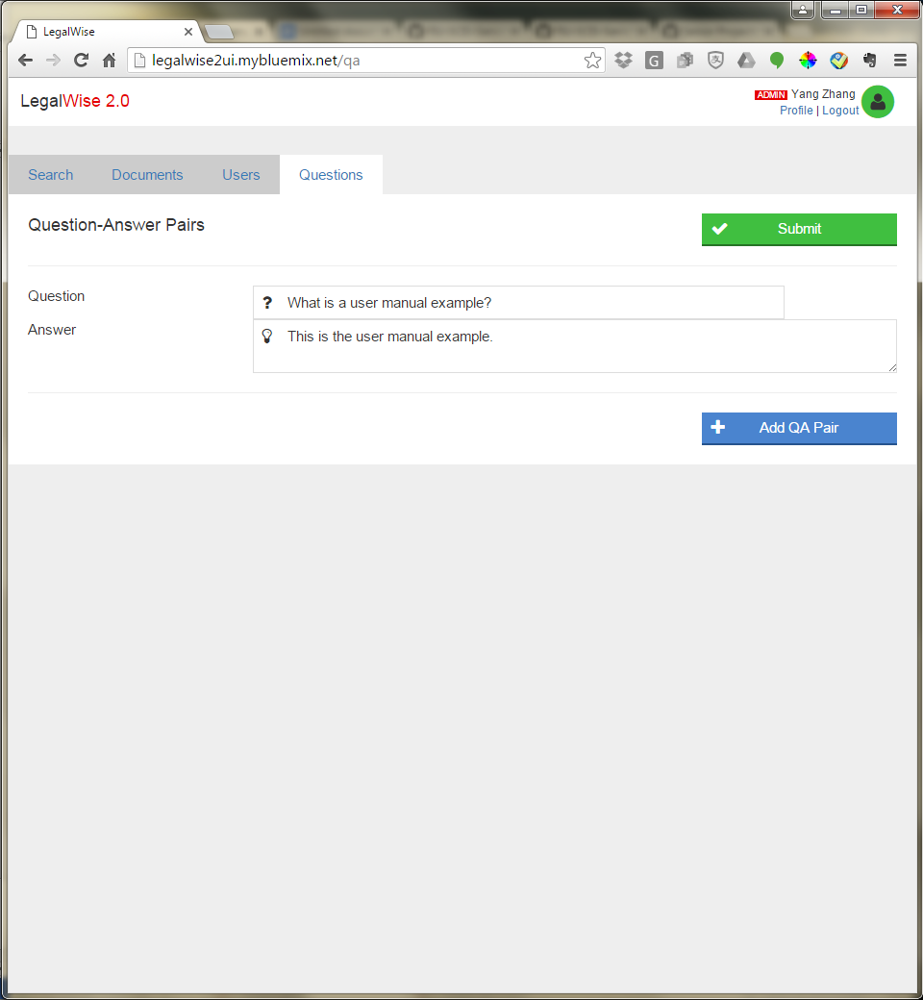 LegalWise
legalwise2ui.mybluemix.net/qa
LegalWise 2.0
ADMIN Yang Zhang
Profile | Logout
Search Documents Users Questions
Question-Answer Pairs
Submit
Question
What is a user manual example?
Answer
This is the user manual example.
Add QA Pair